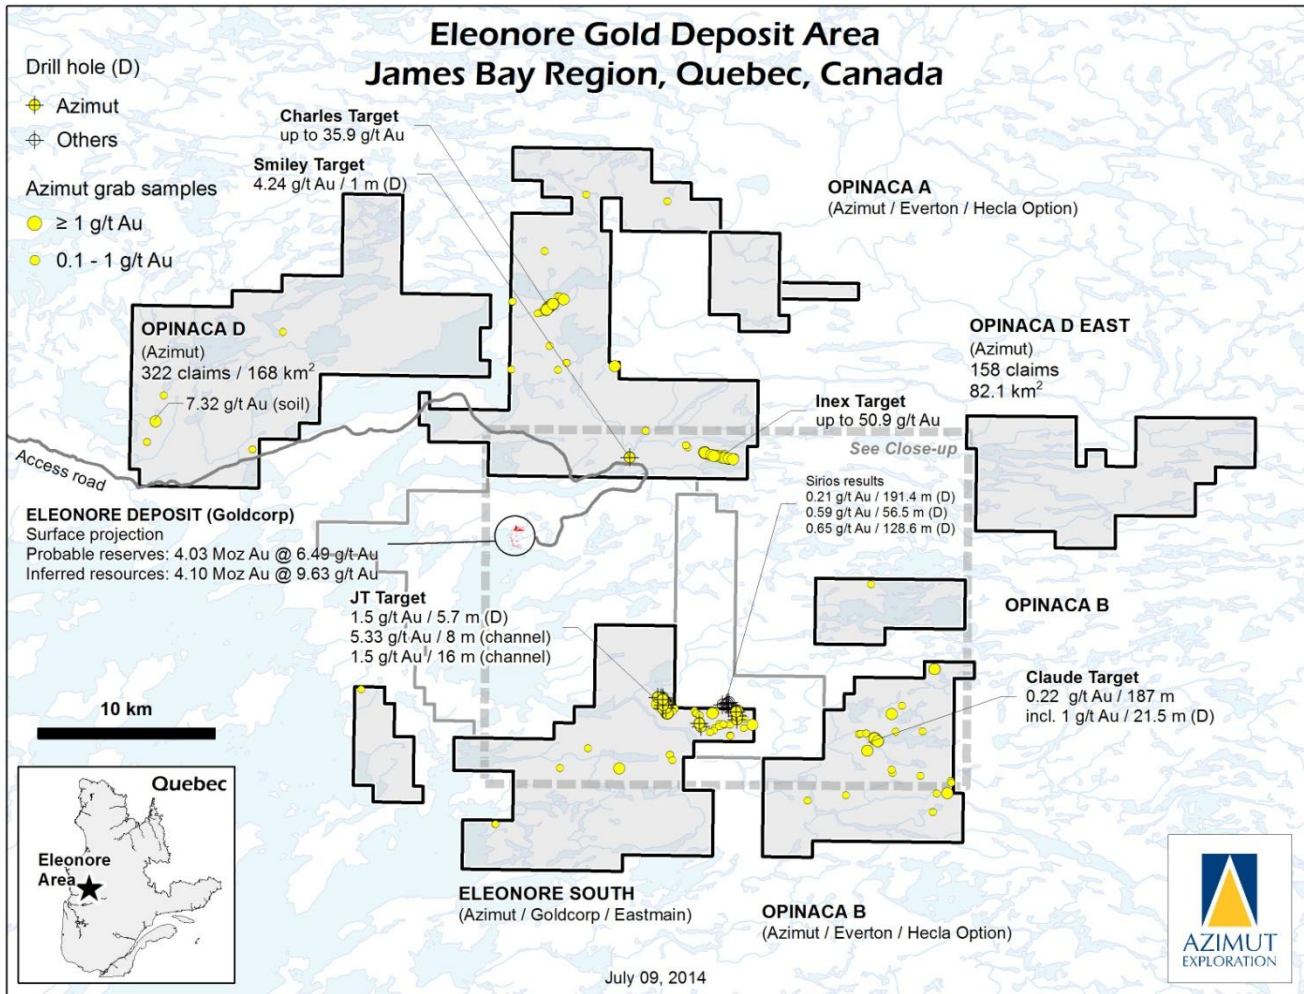 Eleonore Gold Deposit Area
James Bay Region, Quebec, Canada
Drill hole (D)
Azimut
Others
Azimut grab samples
≥ 1 g/t Au
0.1 - 1 g/t Au
Charles Target
up to 35.9 g/t Au
Smiley Target
4.24 g/t Au / 1 m (D)
OPINACA A
(Azimut / Everton / Hecla Option)
OPINACA D
(Azimut)
322 claims / 168 km²
7.32 g/t Au (soil)
OPINACA D EAST
(Azimut)
158 claims
82.1 km²
Inex Target
up to 50.9 g/t Au
See Close-up
Access road
Sirios results
0.21 g/t Au / 191.4 m (D)
0.59 g/t Au / 56.5 m (D)
0.65 g/t Au / 128.6 m (D)
ELEONORE DEPOSIT (Goldcorp)
Surface projection
Probable reserves: 4.03 Moz Au @ 6.49 g/t Au
Inferred resources: 4.10 Moz Au @ 9.63 g/t Au
JT Target
1.5 g/t Au / 5.7 m (D)
5.33 g/t Au / 8 m (channel)
1.5 g/t Au / 16 m (channel)
OPINACA B
Claude Target
0.22 g/t Au / 187 m
incl. 1 g/t Au / 21.5 m (D)
10 km
Quebec
Eleonore
Area
ELEONORE SOUTH
(Azimut / Goldcorp / Eastmain)
OPINACA B
(Azimut / Everton / Hecla Option)
July 09, 2014
AZIMUT
EXPLORATION